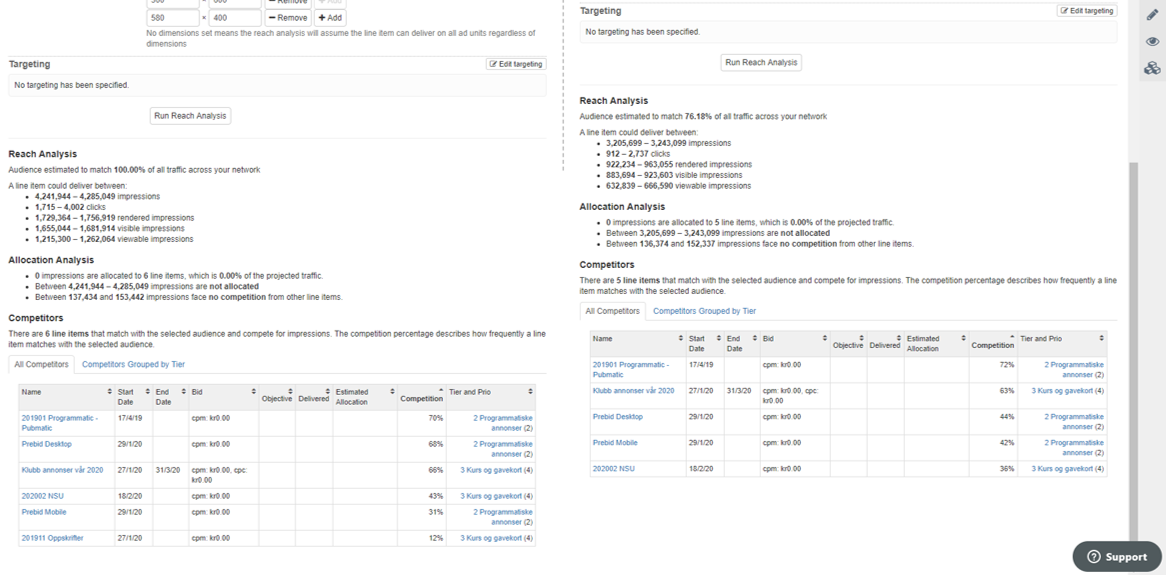 580 × 400 Remove Add
No dimensions set means the reach analysis will assume the line item can deliver on all ad units regardless of
dimensions
Targeting
Edit targeting
No targeting has been specified.
Run Reach Analysis
Reach Analysis
Audience estimated to match 100.00% of all traffic across your network
A line item could deliver between:
• 4,241,944 – 4,285,049 impressions
• 1,715 – 4,002 clicks
• 1,729,364 – 1,756,919 rendered impressions
• 1,655,044 – 1,681,914 visible impressions
• 1,215,300 – 1,262,064 viewable impressions
Allocation Analysis
• 0 impressions are allocated to 6 line items, which is 0.00% of the projected traffic.
• Between 4,241,944 – 4,285,049 impressions are not allocated
• Between 137,434 and 153,442 impressions face no competition from other line items.
Competitors
There are 6 line items that match with the selected audience and compete for impressions. The competition percentage describes how frequently a line
item matches with the selected audience.
All Competitors Competitors Grouped by Tier
Name Start Date End Date Bid Objective Delivered Estimated Allocation Competition Tier and Prio
201901 Programmatic - Pubmatic 17/4/19 cpm: kr0.00 70% 2 Programmatiske annonser (2)
Prebid Desktop 29/1/20 cpm: kr0.00 68% 2 Programmatiske annonser (2)
Klubb annonser vår 2020 27/1/20 31/3/20 cpm: kr0.00, cpc: kr0.00 66% 3 Kurs og gavekort (4)
202002 NSU 18/2/20 cpm: kr0.00 43% 3 Kurs og gavekort (4)
Prebid Mobile 29/1/20 cpm: kr0.00 31% 2 Programmatiske annonser (2)
201911 Oppskrifter 27/1/20 cpm: kr0.00 12% 3 Kurs og gavekort (4)
Targeting
Edit targeting
No targeting has been specified.
Run Reach Analysis
Reach Analysis
Audience estimated to match 76.18% of all traffic across your network
A line item could deliver between:
• 3,205,699 – 3,243,099 impressions
• 912 – 2,737 clicks
• 922,234 – 963,055 rendered impressions
• 883,694 – 923,603 visible impressions
• 632,839 – 666,590 viewable impressions
Allocation Analysis
• 0 impressions are allocated to 5 line items, which is 0.00% of the projected traffic.
• Between 3,205,699 – 3,243,099 impressions are not allocated
• Between 136,374 and 152,337 impressions face no competition from other line items.
Competitors
There are 5 line items that match with the selected audience and compete for impressions. The competition percentage describes how frequently a line
item matches with the selected audience.
All Competitors Competitors Grouped by Tier
Name Start Date End Date Bid Objective Delivered Estimated Allocation Competition Tier and Prio
201901 Programmatic - Pubmatic 17/4/19 cpm: kr0.00 72% 2 Programmatiske annonser (2)
Klubb annonser vår 2020 27/1/20 31/3/20 cpm: kr0.00, cpc: kr0.00 63% 3 Kurs og gavekort (4)
Prebid Desktop 29/1/20 cpm: kr0.00 44% 2 Programmatiske annonser (2)
Prebid Mobile 29/1/20 cpm: kr0.00 42% 2 Programmatiske annonser (2)
202002 NSU 18/2/20 cpm: kr0.00 36% 3 Kurs og gavekort (4)
Support